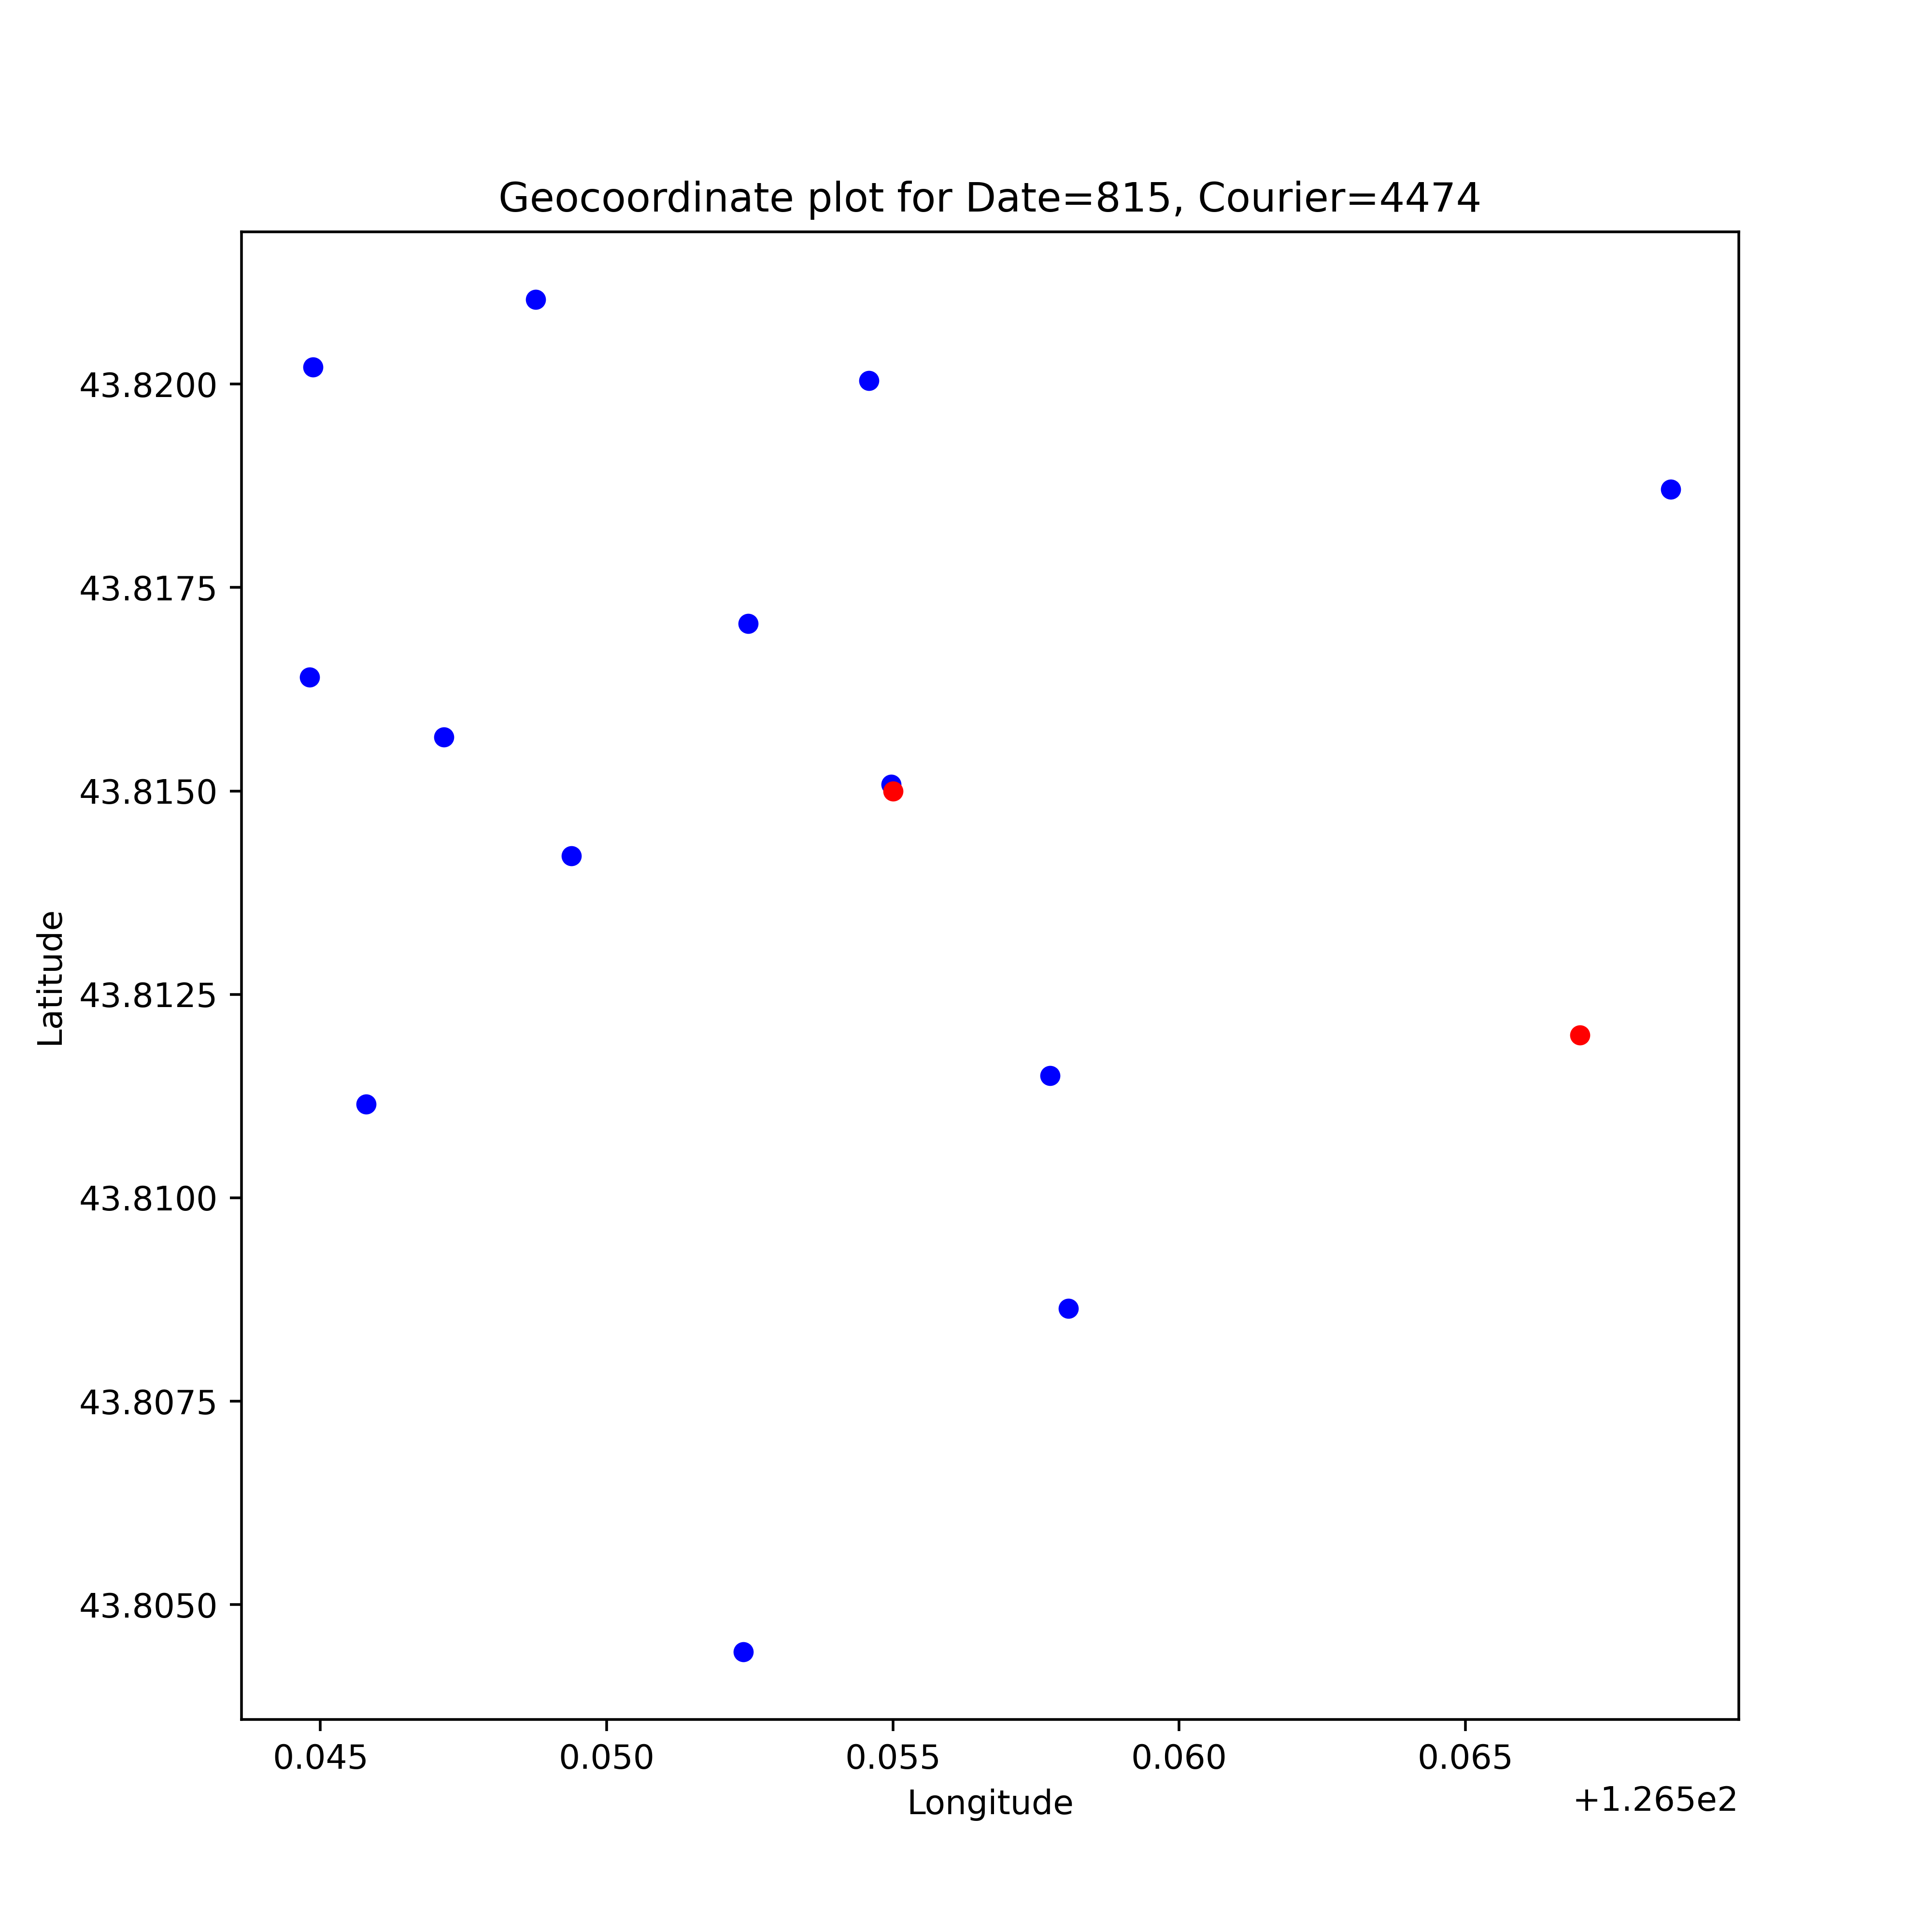 Geocoordinate plot for Date=815, Courier=4474
43.8200
43.8175
43.8150
43.8125
43.8100
43.8075
43.8050
Latitude
0.045 0.050 0.055 0.060 0.065
Longitude
+1.265e2